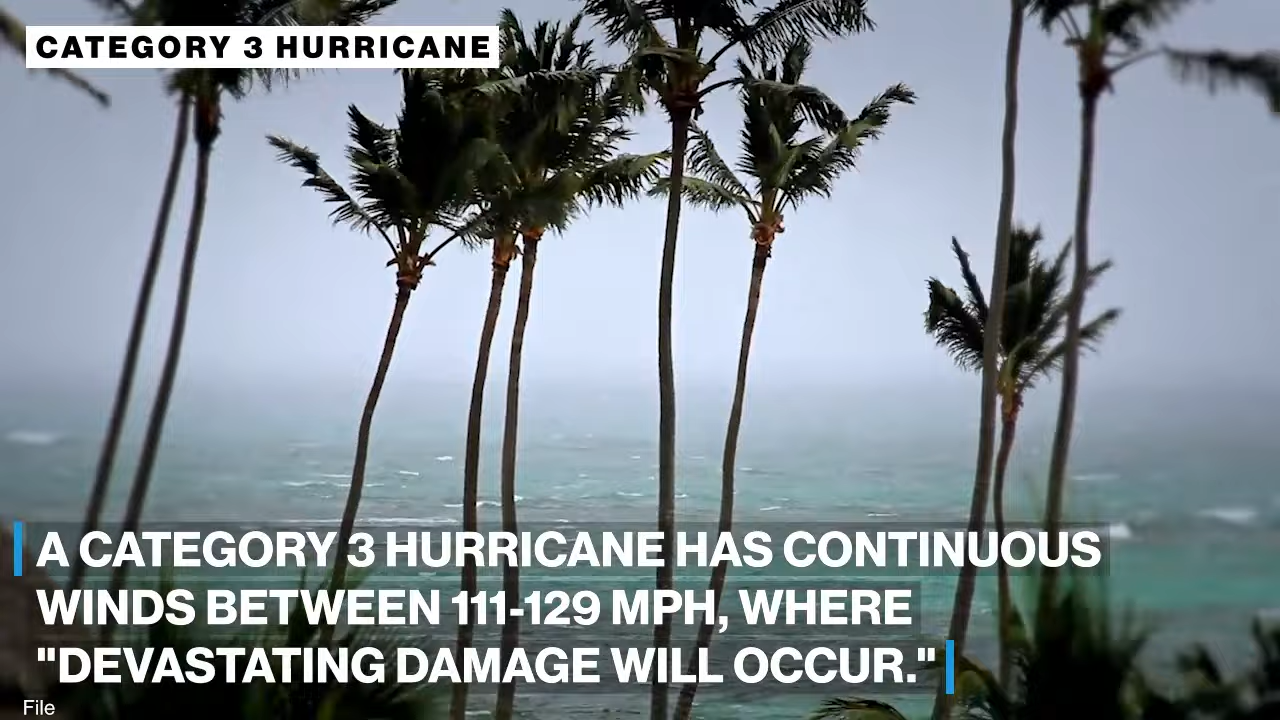 CATEGORY 3 HURRICANE
A CATEGORY 3 HURRICANE HAS CONTINUOUS
WINDS BETWEEN 111-129 MPH, WHERE
"DEVASTATING DAMAGE WILL OCCUR."
File